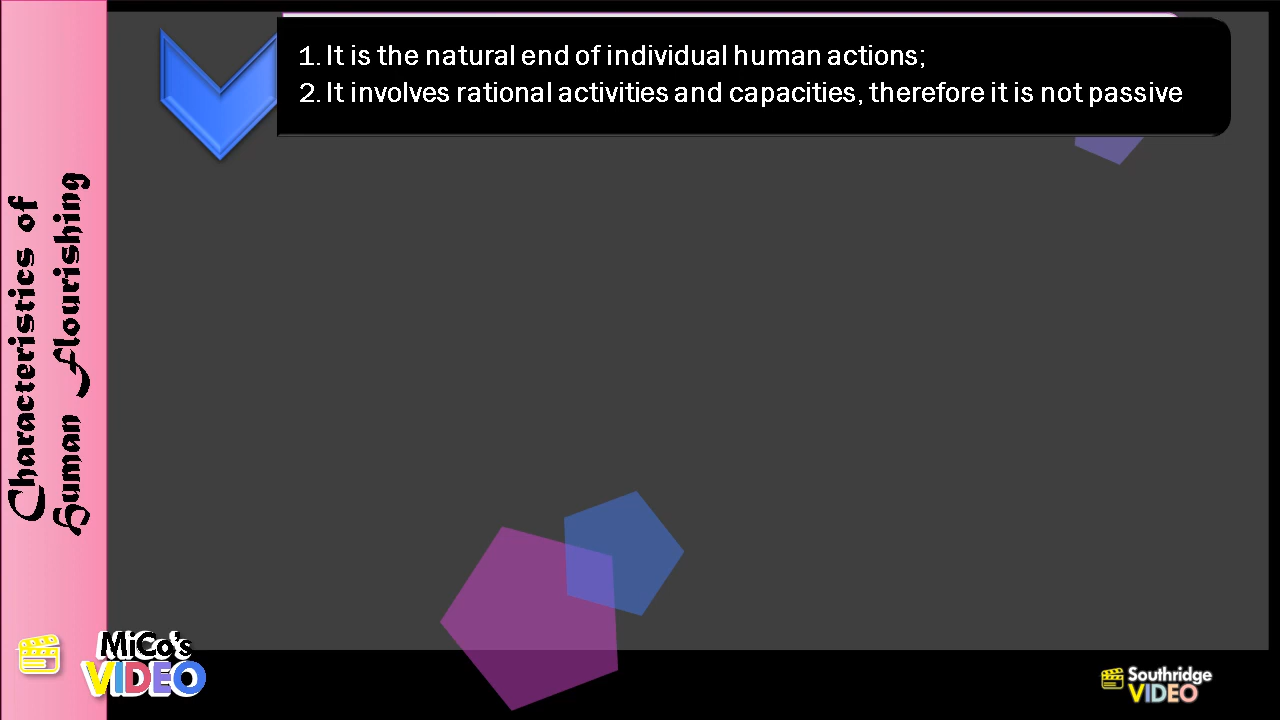 Characteristics of
Human Flourishing
1. It is the natural end of individual human actions;
2. It involves rational activities and capacities, therefore it is not passive
MiCo's
VIDEO
Southridge
VIDEO